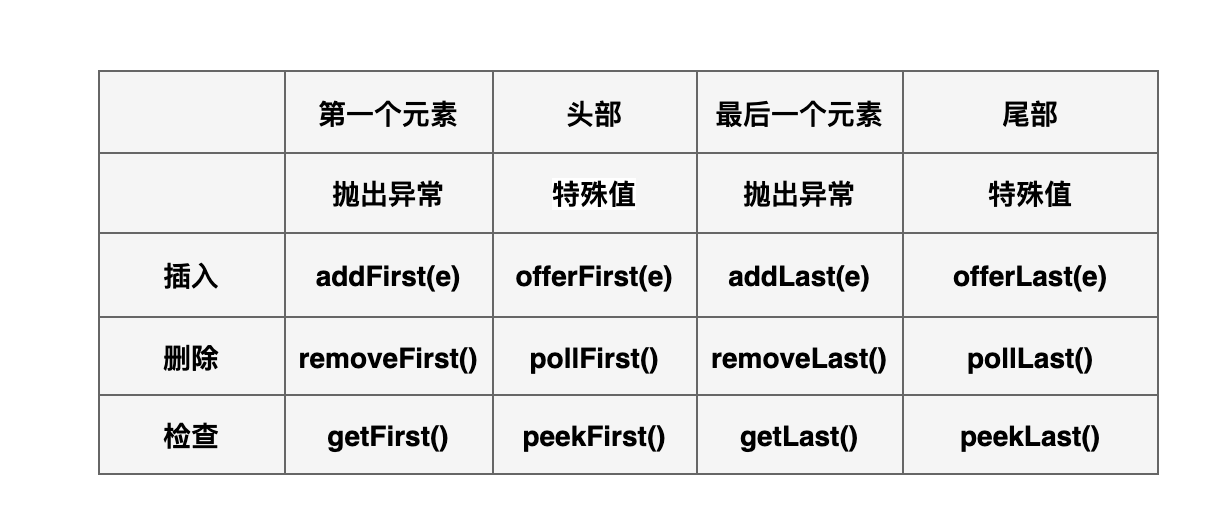 第一个元素 头部 最后一个元素 尾部
抛出异常 特殊值 抛出异常 特殊值
插入 addFirst(e) offerFirst(e) addLast(e) offerLast(e)
删除 removeFirst() pollFirst() removeLast() pollLast()
检查 getFirst() peekFirst() getLast() peekLast()